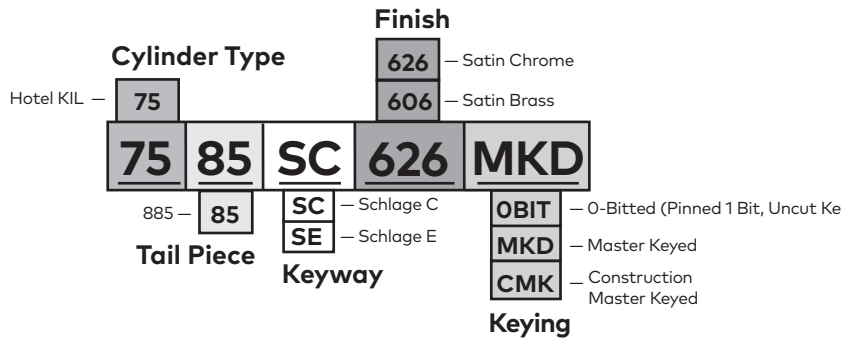 Finish
626 — Satin Chrome
Cylinder Type
Hotel KIL — 75
606 — Satin Brass
75 85 SC 626 MKD
885 — 85
SC — Schlage C
0BIT — 0-Bitted (Pinned 1 Bit, Uncut Ke
SE — Schlage E
MKD — Master Keyed
Tail Piece
Keyway
CMK — Construction
Master Keyed
Keying